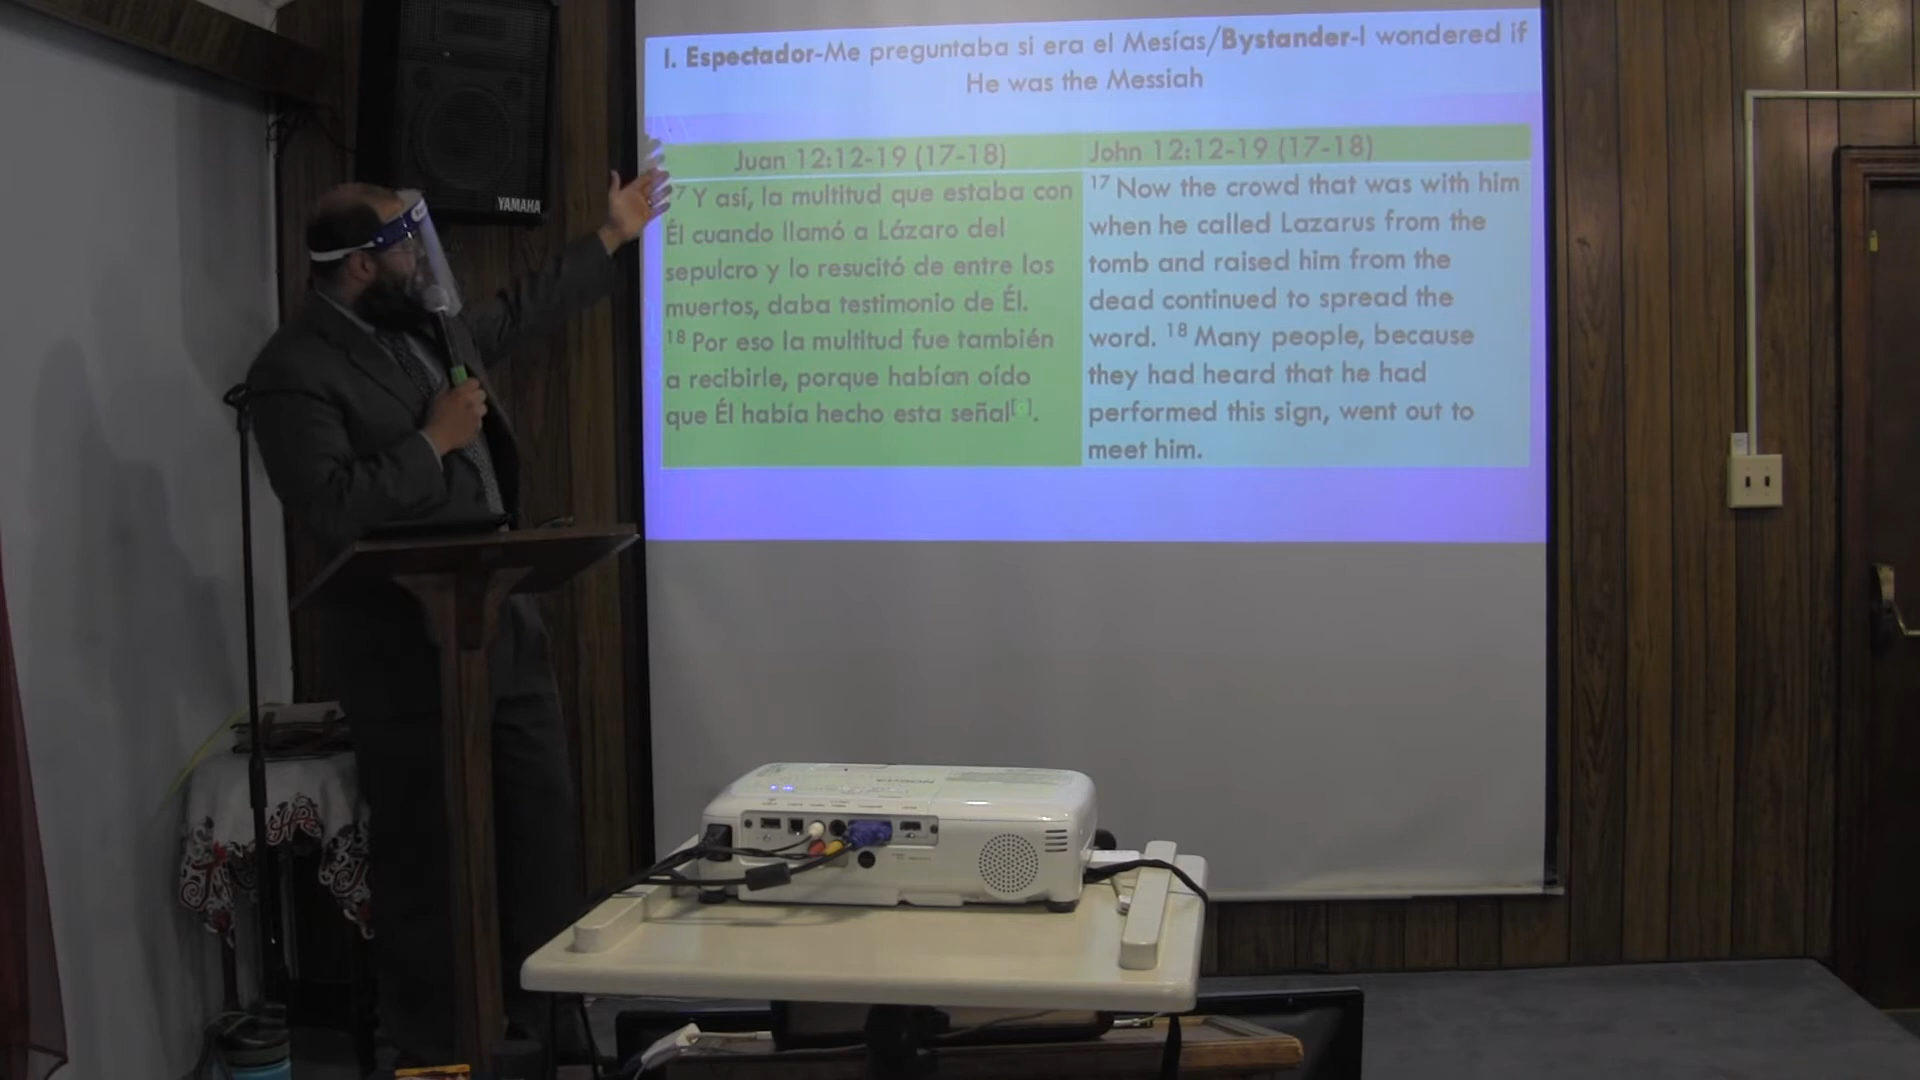 I. Espectador-Me preguntaba si era el Mesías/Bystander-I wondered if
He was the Messiah
Juan 12:12-19 (17-18)
7 Y así, la multitud que estaba con
Él cuando llamó a Lázaro del
sepulcro y lo resucitó de entre los
muertos, daba testimonio de Él.
18 Por eso la multitud fue también
a recibirle, porque habían oído
que Él había hecho esta señal[ ].
John 12:12-19 (17-18)
17 Now the crowd that was with him
when he called Lazarus from the
tomb and raised him from the
dead continued to spread the
word. 18 Many people, because
they had heard that he had
performed this sign, went out to
meet him.
YAMAHA